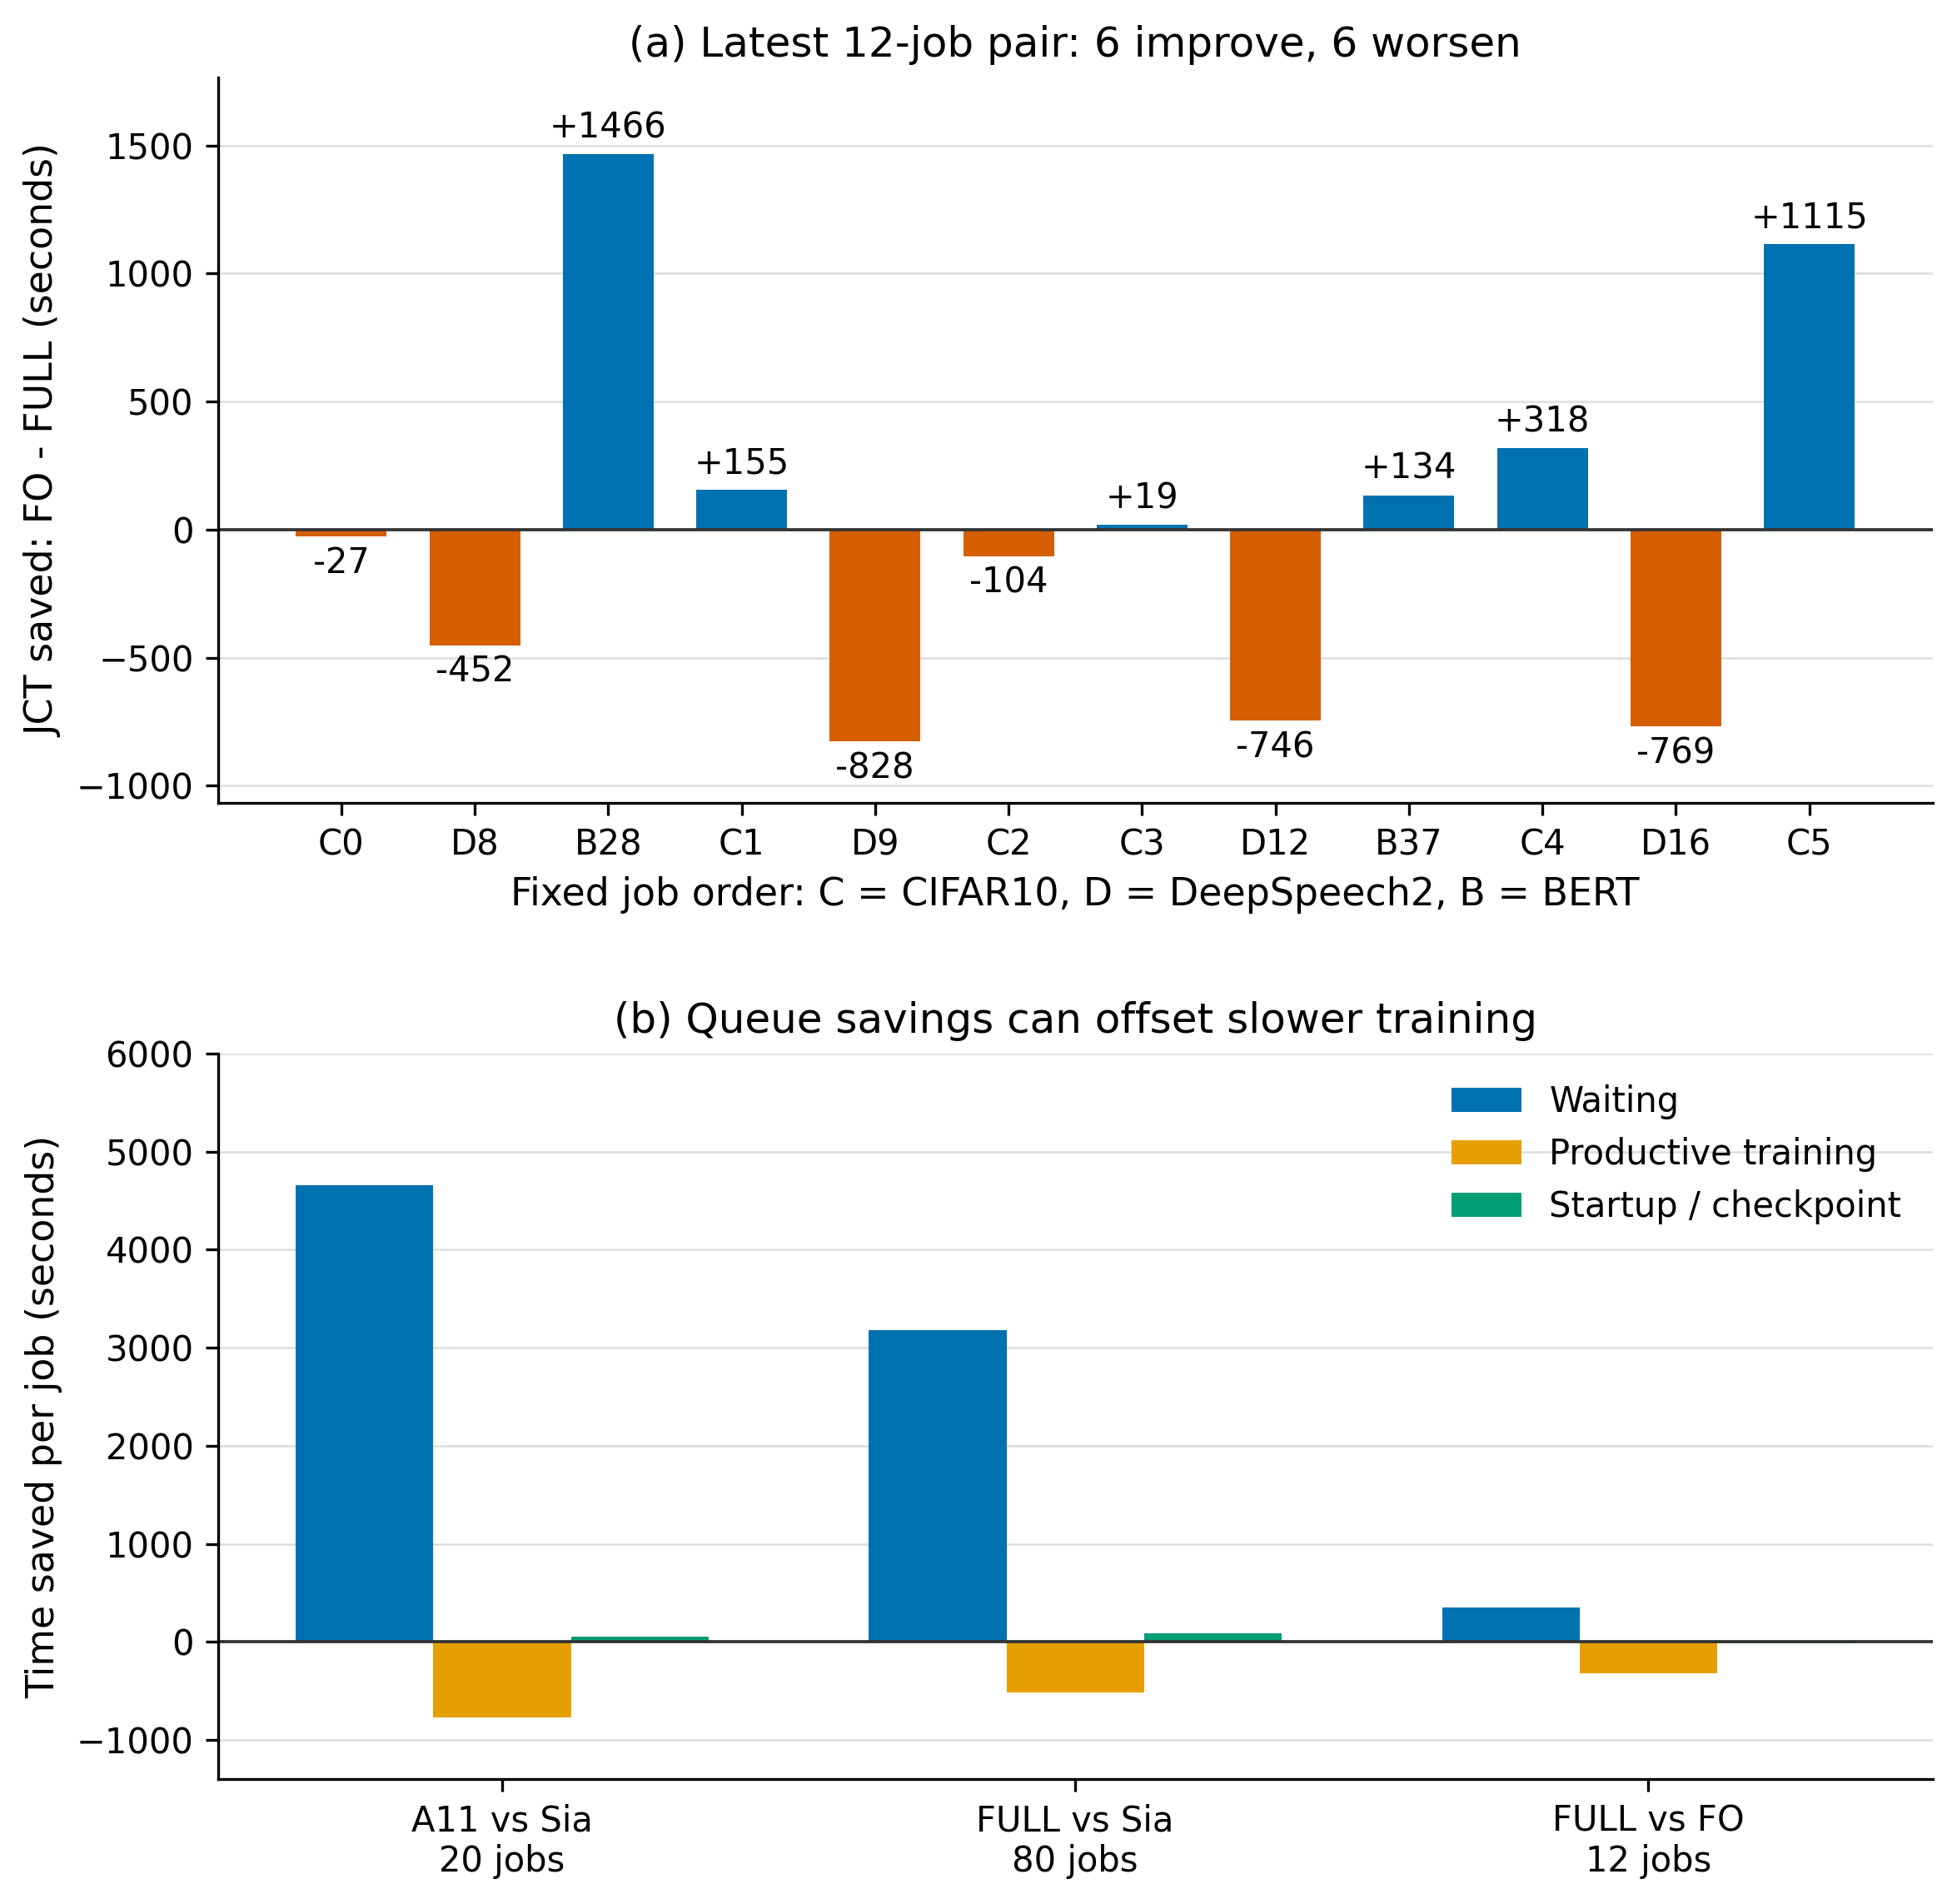 (a) Latest 12-job pair: 6 improve, 6 worsen
JCT saved: FO - FULL (seconds)
1500
1000
500
0
−500
−1000
+1466
+1115
+318
+155
+134
+19
-27
-104
-452
-746
-769
-828
C0 D8 B28 C1 D9 C2 C3 D12 B37 C4 D16 C5
Fixed job order: C = CIFAR10, D = DeepSpeech2, B = BERT
(b) Queue savings can offset slower training
Time saved per job (seconds)
6000
5000
4000
3000
2000
1000
0
−1000
Waiting
Productive training
Startup / checkpoint
A11 vs Sia
20 jobs
FULL vs Sia
80 jobs
FULL vs FO
12 jobs